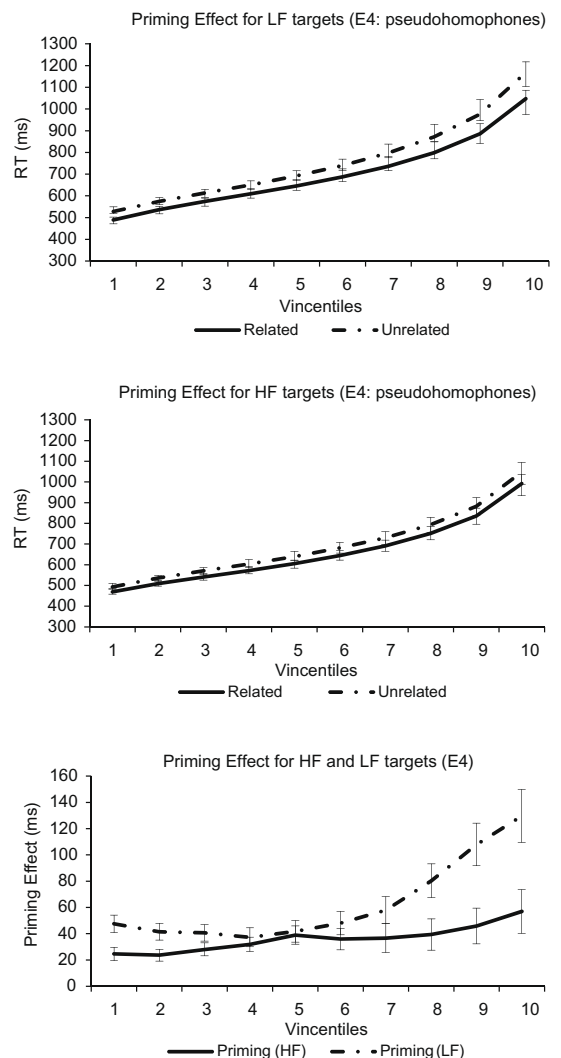 Priming Effect for LF targets (E4: pseudohomophones)
1300
1200
1100
1000
900
800
700
600
500
400
300
RT (ms)
1 2 3 4 5 6 7 8 9 10
Vincentiles
Related Unrelated
Priming Effect for HF targets (E4: pseudohomophones)
1300
1200
1100
1000
900
800
700
600
500
400
300
RT (ms)
1 2 3 4 5 6 7 8 9 10
Vincentiles
Related Unrelated
Priming Effect for HF and LF targets (E4)
160
140
120
100
80
60
40
20
0
Priming Effect (ms)
1 2 3 4 5 6 7 8 9 10
Vincentiles
Priming (HF) Priming (LF)